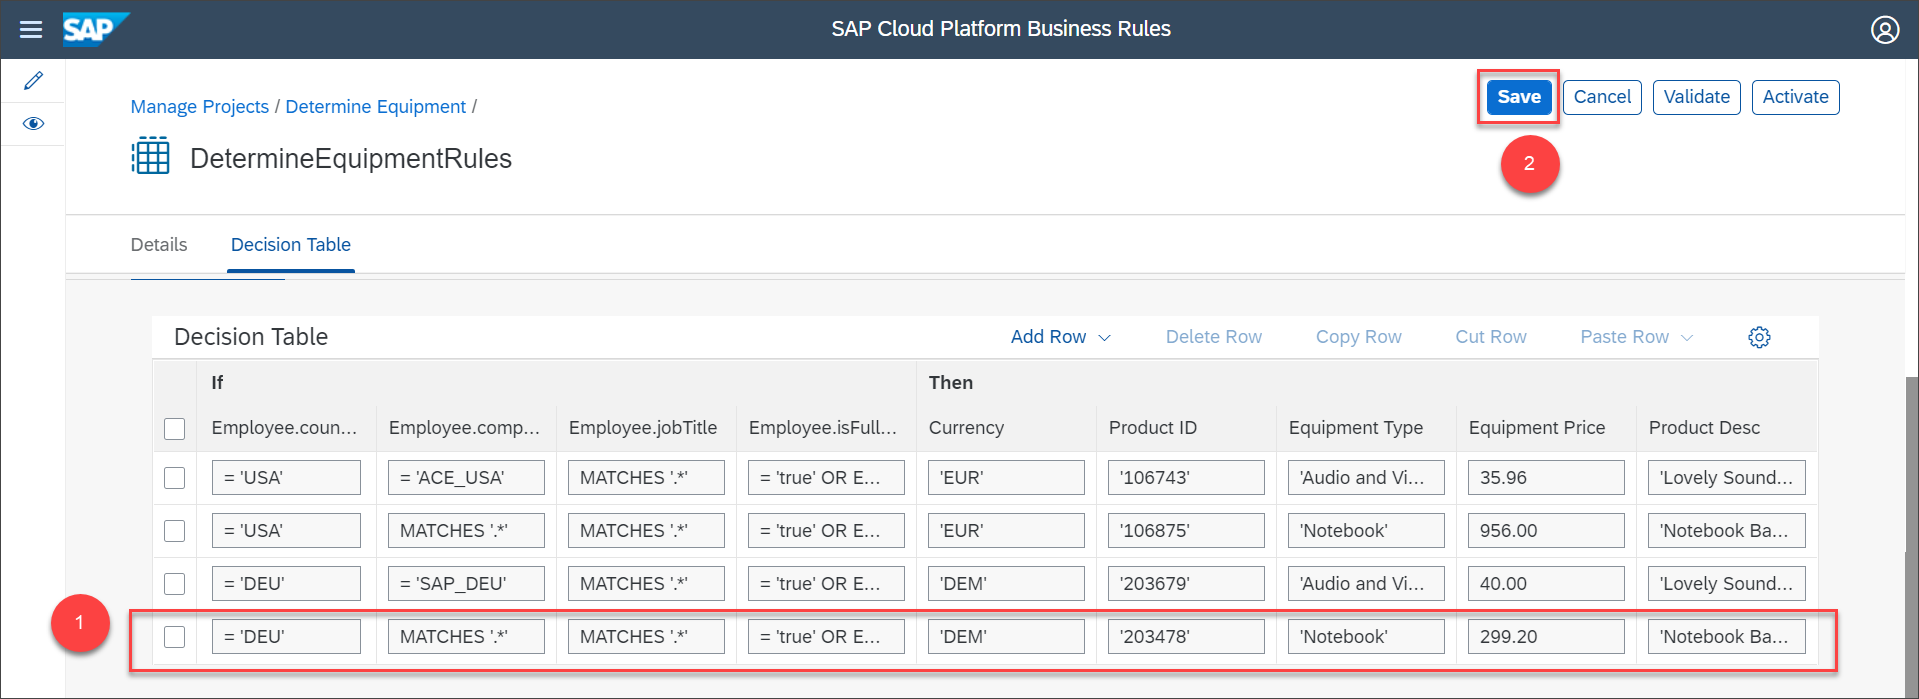 SAP
SAP Cloud Platform Business Rules
Manage Projects / Determine Equipment /
Save Cancel Validate Activate
2
DetermineEquipmentRules
Details Decision Table
Decision Table Add Row Delete Row Copy Row Cut Row Paste Row
If Then
Employee.coun... Employee.comp... Employee.jobTitle Employee.isFull... Currency Product ID Equipment Type Equipment Price Product Desc
= 'USA' = 'ACE_USA' MATCHES '.*' = 'true' OR E... 'EUR' '106743' 'Audio and Vi... 35.96 'Lovely Sound...
= 'USA' MATCHES '.*' MATCHES '.*' = 'true' OR E... 'EUR' '106875' 'Notebook' 956.00 'Notebook Ba...
= 'DEU' = 'SAP_DEU' MATCHES '.*' = 'true' OR E... 'DEM' '203679' 'Audio and Vi... 40.00 'Lovely Sound...
1
= 'DEU' MATCHES '.*' MATCHES '.*' = 'true' OR E... 'DEM' '203478' 'Notebook' 299.20 'Notebook Ba...